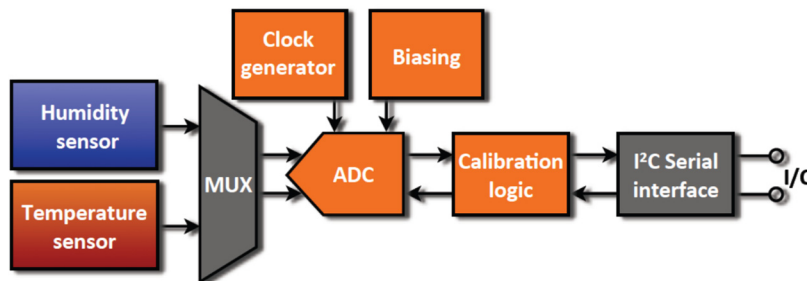 Clock
generator
Biasing
Humidity
sensor
MUX
ADC
Calibration
logic
I²C Serial
interface
I/O
Temperature
sensor